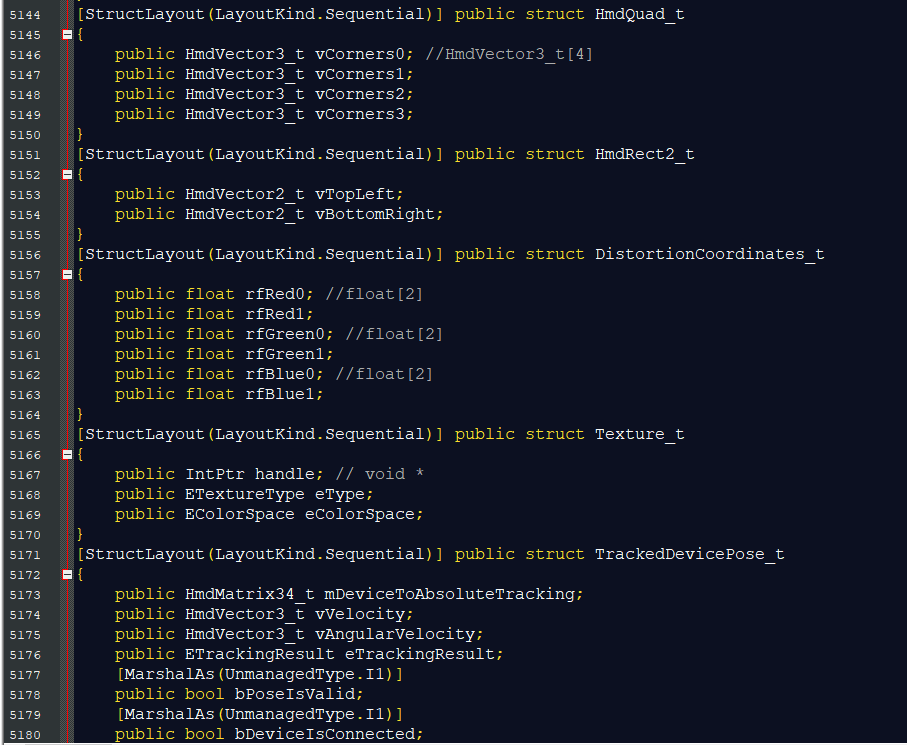 5144 [StructLayout(LayoutKind.Sequential)] public struct HmdQuad_t
5145 {
5146 public HmdVector3_t vCorners0; //HmdVector3_t[4]
5147 public HmdVector3_t vCorners1;
5148 public HmdVector3_t vCorners2;
5149 public HmdVector3_t vCorners3;
5150 }
5151 [StructLayout(LayoutKind.Sequential)] public struct HmdRect2_t
5152 {
5153 public HmdVector2_t vTopLeft;
5154 public HmdVector2_t vBottomRight;
5155 }
5156 [StructLayout(LayoutKind.Sequential)] public struct DistortionCoordinates_t
5157 {
5158 public float rfRed0; //float[2]
5159 public float rfRed1;
5160 public float rfGreen0; //float[2]
5161 public float rfGreen1;
5162 public float rfBlue0; //float[2]
5163 public float rfBlue1;
5164 }
5165 [StructLayout(LayoutKind.Sequential)] public struct Texture_t
5166 {
5167 public IntPtr handle; // void *
5168 public ETextureType eType;
5169 public EColorSpace eColorSpace;
5170 }
5171 [StructLayout(LayoutKind.Sequential)] public struct TrackedDevicePose_t
5172 {
5173 public HmdMatrix34_t mDeviceToAbsoluteTracking;
5174 public HmdVector3_t vVelocity;
5175 public HmdVector3_t vAngularVelocity;
5176 public ETrackingResult eTrackingResult;
5177 [MarshalAs(UnmanagedType.I1)]
5178 public bool bPoseIsValid;
5179 [MarshalAs(UnmanagedType.I1)]
5180 public bool bDeviceIsConnected;